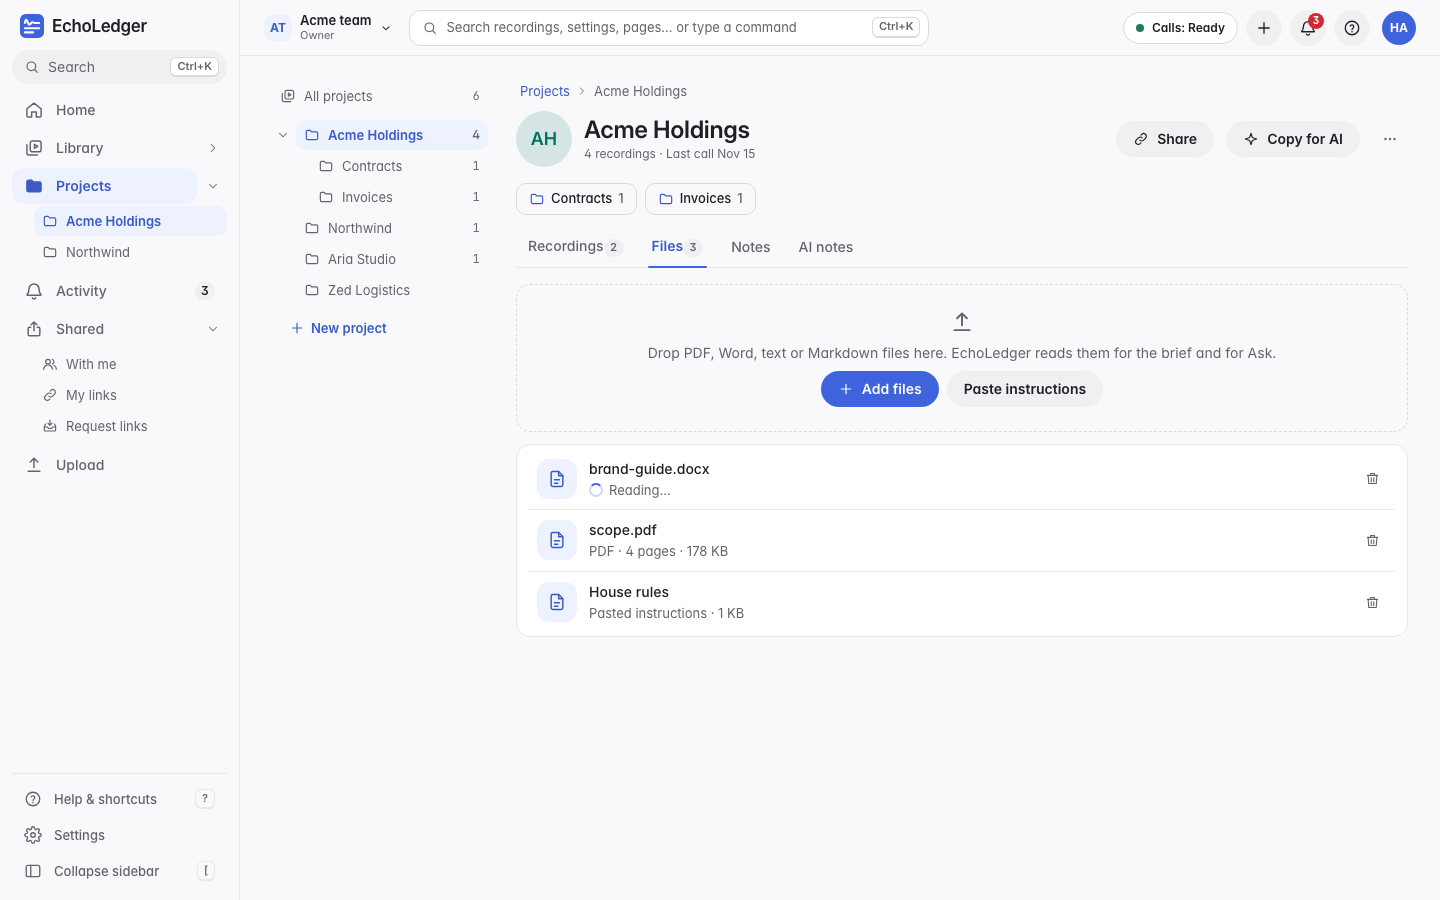 EchoLedger
Search Ctrl+K
Home
Library
Projects
Acme Holdings
Northwind
Activity 3
Shared
With me
My links
Request links
Upload
Help & shortcuts ?
Settings
Collapse sidebar [
AT Acme team
Owner
Search recordings, settings, pages... or type a command Ctrl+K
Calls: Ready
3
HA
All projects 6
Acme Holdings 4
Contracts 1
Invoices 1
Northwind 1
Aria Studio 1
Zed Logistics
New project
Projects Acme Holdings
AH Acme Holdings
4 recordings · Last call Nov 15
Share
Copy for AI
Contracts 1
Invoices 1
Recordings 2
Files 3
Notes
AI notes
Drop PDF, Word, text or Markdown files here. EchoLedger reads them for the brief and for Ask.
Add files
Paste instructions
brand-guide.docx
Reading...
scope.pdf
PDF · 4 pages · 178 KB
House rules
Pasted instructions · 1 KB